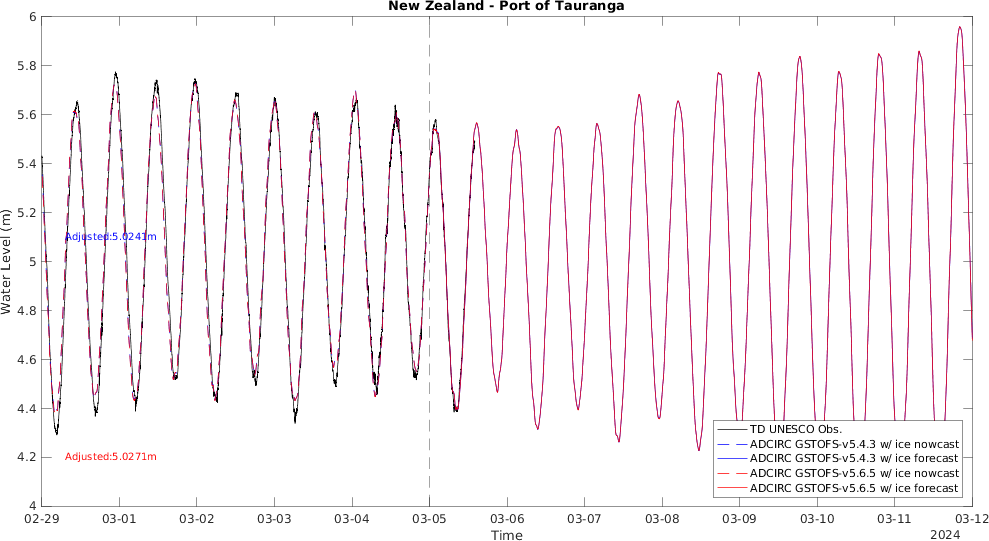 New Zealand - Port of Tauranga
6
5.8
5.6
5.4
5.2
5
4.8
4.6
4.4
4.2
4
Water Level (m)
Adjusted:5.0241m
Adjusted:5.0271m
TD UNESCO Obs.
ADCIRC GSTOFS-v5.4.3 w/ ice nowcast
ADCIRC GSTOFS-v5.4.3 w/ ice forecast
ADCIRC GSTOFS-v5.6.5 w/ ice nowcast
ADCIRC GSTOFS-v5.6.5 w/ ice forecast
02-29 03-01 03-02 03-03 03-04 03-05 03-06 03-07 03-08 03-09 03-10 03-11 03-12
Time
2024